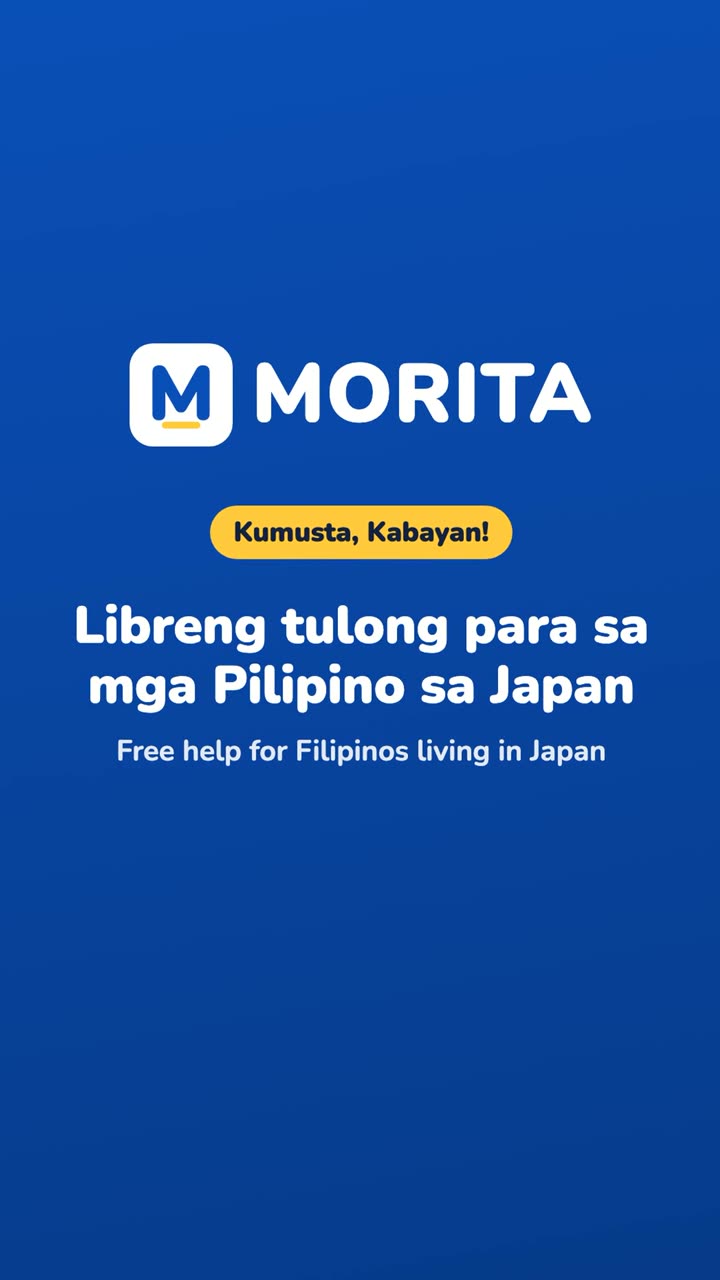 M MORITA
Kumusta, Kabayan!
Libreng tulong para sa
mga Pilipino sa Japan
Free help for Filipinos living in Japan